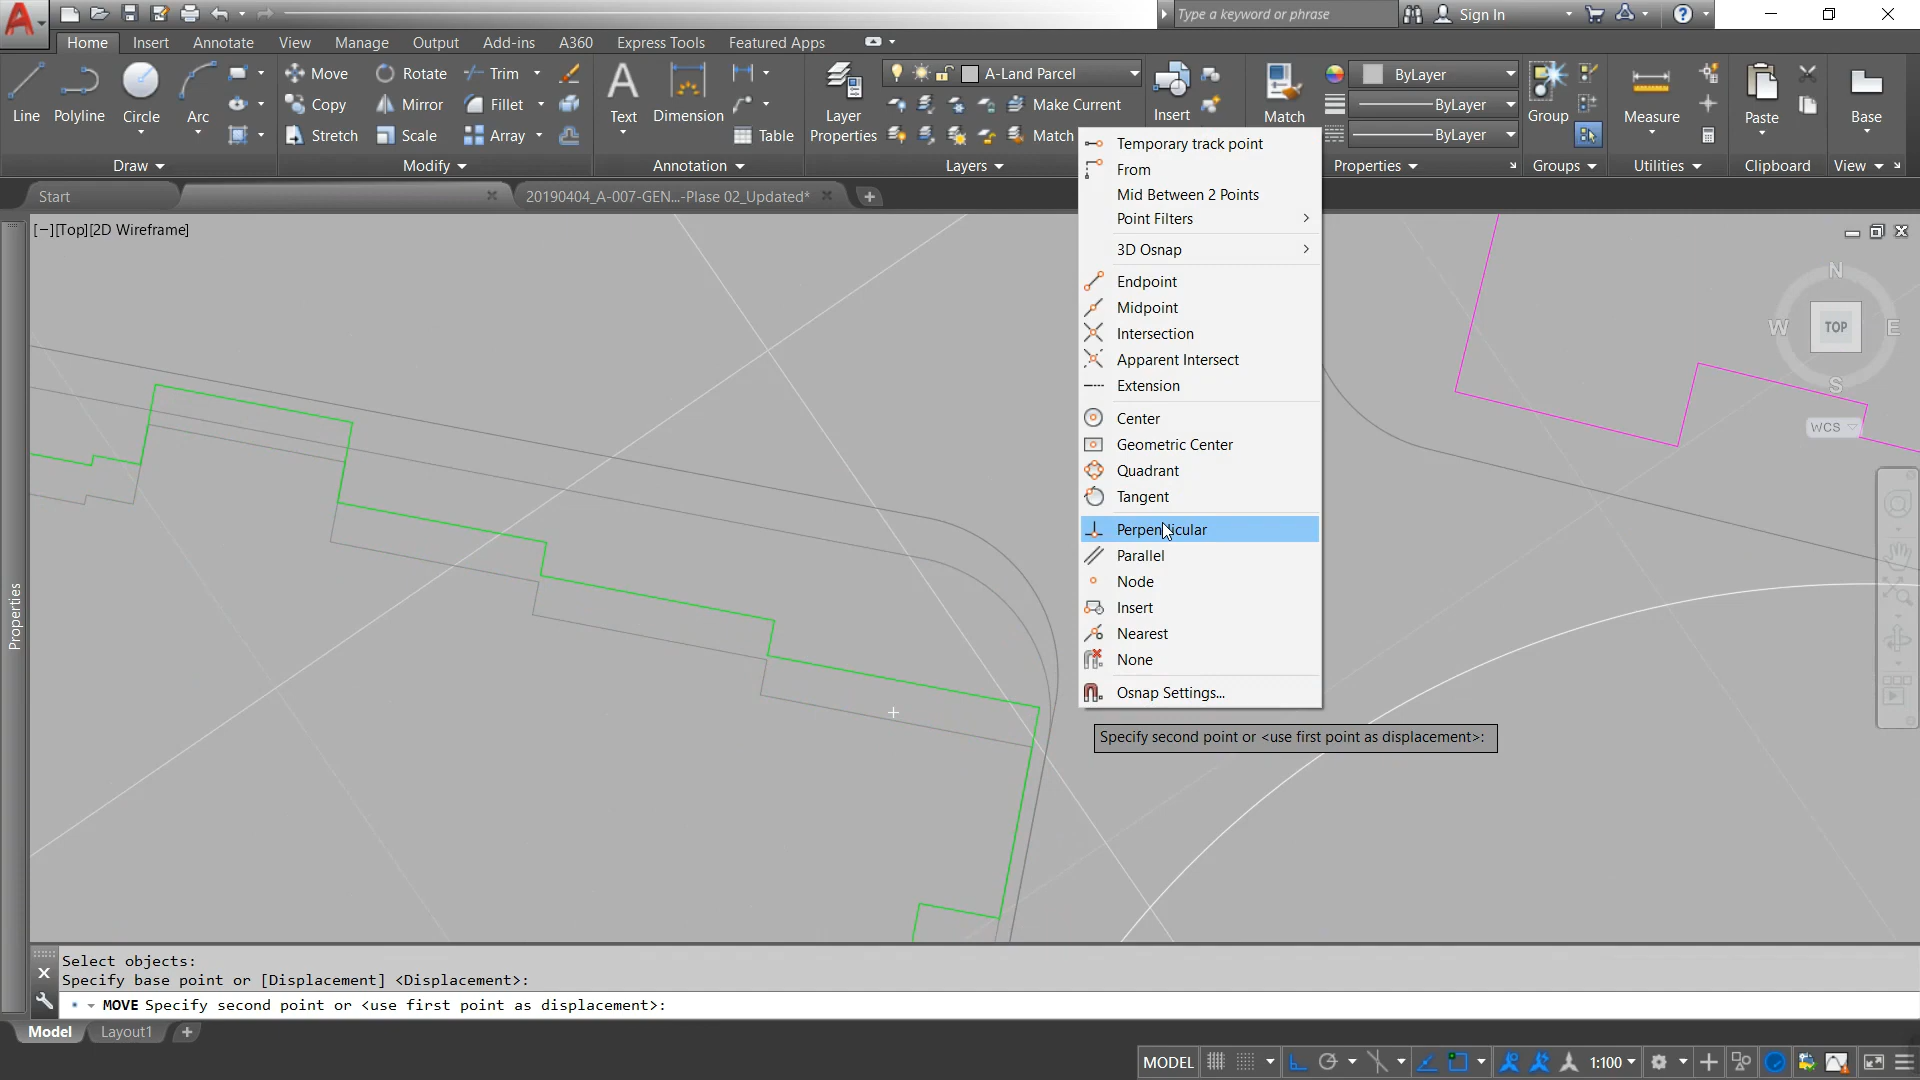 Type a keyword or phrase
Sign In
Home Insert Annotate View Manage Output Add-ins A360 Express Tools Featured Apps
Line
Polyline
Circle
Arc
Move Rotate Trim
Copy Mirror Fillet
Stretch Scale Array
Text
Dimension
Table
Layer
Properties
A-Land Parcel
Make Current
Match
Insert
Match
ByLayer
ByLayer
ByLayer
Group
Measure
Paste
Base
Draw Modify Annotation Layers Properties Groups Utilities Clipboard View
Start
20190404_A-007-GEN...-Plase 02_Updated*
[−][Top][2D Wireframe]
Temporary track point
From
Mid Between 2 Points
Point Filters
3D Osnap
Endpoint
Midpoint
Intersection
Apparent Intersect
Extension
Center
Geometric Center
Quadrant
Tangent
Perpendicular
Parallel
Node
Insert
Nearest
None
Osnap Settings...
N
W TOP E
S
WCS
Properties
Specify second point or <use first point as displacement>:
Select objects:
Specify base point or [Displacement] <Displacement>:
MOVE Specify second point or <use first point as displacement>:
Model Layout1
MODEL 1:100